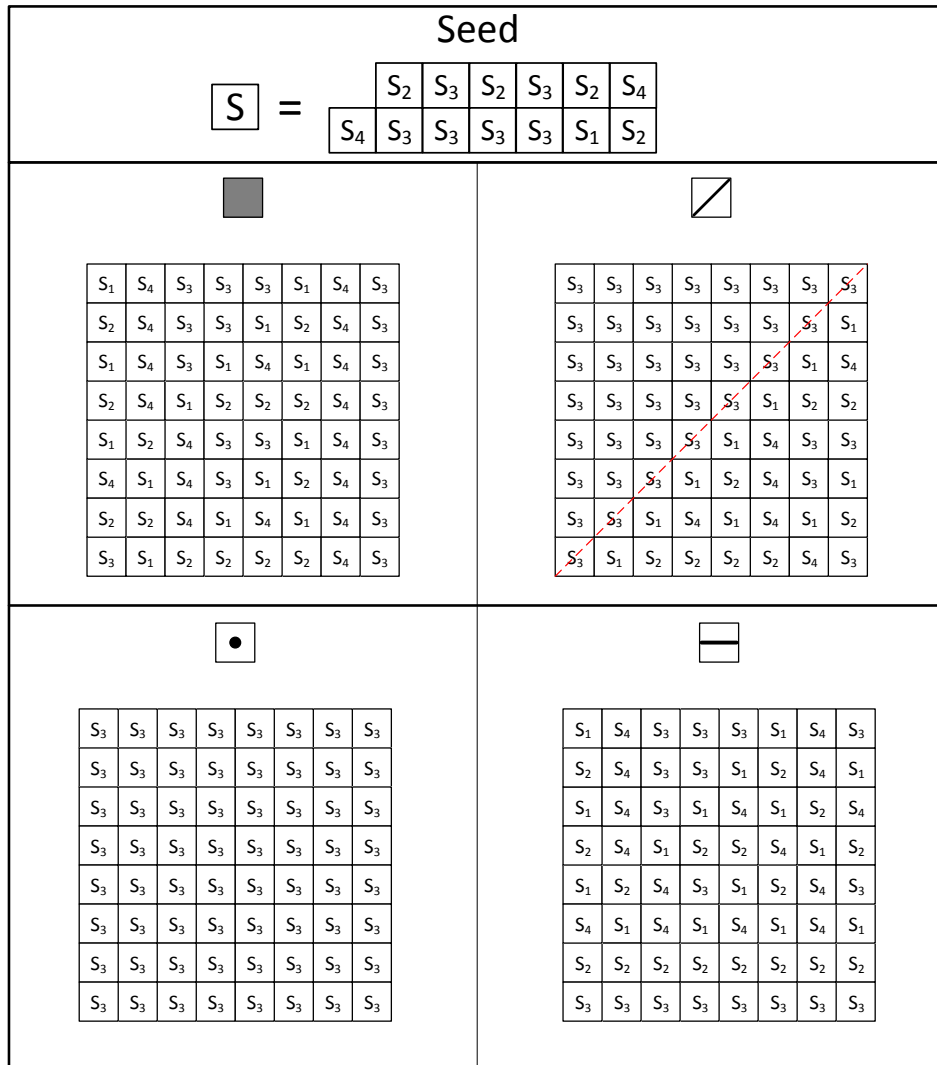 Seed
S = S₂ S₃ S₂ S₃ S₂ S₄
S₄ S₃ S₃ S₃ S₃ S₁ S₂
S₁ S₄ S₃ S₃ S₃ S₁ S₄ S₃
S₂ S₄ S₃ S₃ S₁ S₂ S₄ S₃
S₁ S₄ S₃ S₁ S₄ S₁ S₄ S₃
S₂ S₄ S₁ S₂ S₂ S₂ S₄ S₃
S₁ S₂ S₄ S₃ S₃ S₁ S₄ S₃
S₄ S₁ S₄ S₃ S₁ S₂ S₄ S₃
S₂ S₂ S₄ S₁ S₄ S₁ S₄ S₃
S₃ S₁ S₂ S₂ S₂ S₂ S₄ S₃
S₃ S₃ S₃ S₃ S₃ S₃ S₃ S₃
S₃ S₃ S₃ S₃ S₃ S₃ S₃ S₁
S₃ S₃ S₃ S₃ S₃ S₃ S₁ S₄
S₃ S₃ S₃ S₃ S₃ S₁ S₂ S₂
S₃ S₃ S₃ S₃ S₁ S₄ S₃ S₃
S₃ S₃ S₃ S₁ S₂ S₄ S₃ S₁
S₃ S₃ S₁ S₄ S₁ S₄ S₁ S₂
S₃ S₁ S₂ S₂ S₂ S₂ S₄ S₃
S₃ S₃ S₃ S₃ S₃ S₃ S₃ S₃
S₃ S₃ S₃ S₃ S₃ S₃ S₃ S₃
S₃ S₃ S₃ S₃ S₃ S₃ S₃ S₃
S₃ S₃ S₃ S₃ S₃ S₃ S₃ S₃
S₃ S₃ S₃ S₃ S₃ S₃ S₃ S₃
S₃ S₃ S₃ S₃ S₃ S₃ S₃ S₃
S₃ S₃ S₃ S₃ S₃ S₃ S₃ S₃
S₃ S₃ S₃ S₃ S₃ S₃ S₃ S₃
S₁ S₄ S₃ S₃ S₃ S₁ S₄ S₃
S₂ S₄ S₃ S₃ S₁ S₂ S₄ S₁
S₁ S₄ S₃ S₁ S₄ S₁ S₂ S₄
S₂ S₄ S₁ S₂ S₂ S₄ S₁ S₂
S₁ S₂ S₄ S₃ S₁ S₂ S₄ S₃
S₄ S₁ S₄ S₁ S₄ S₁ S₄ S₁
S₂ S₂ S₂ S₂ S₂ S₂ S₂ S₂
S₃ S₃ S₃ S₃ S₃ S₃ S₃ S₃